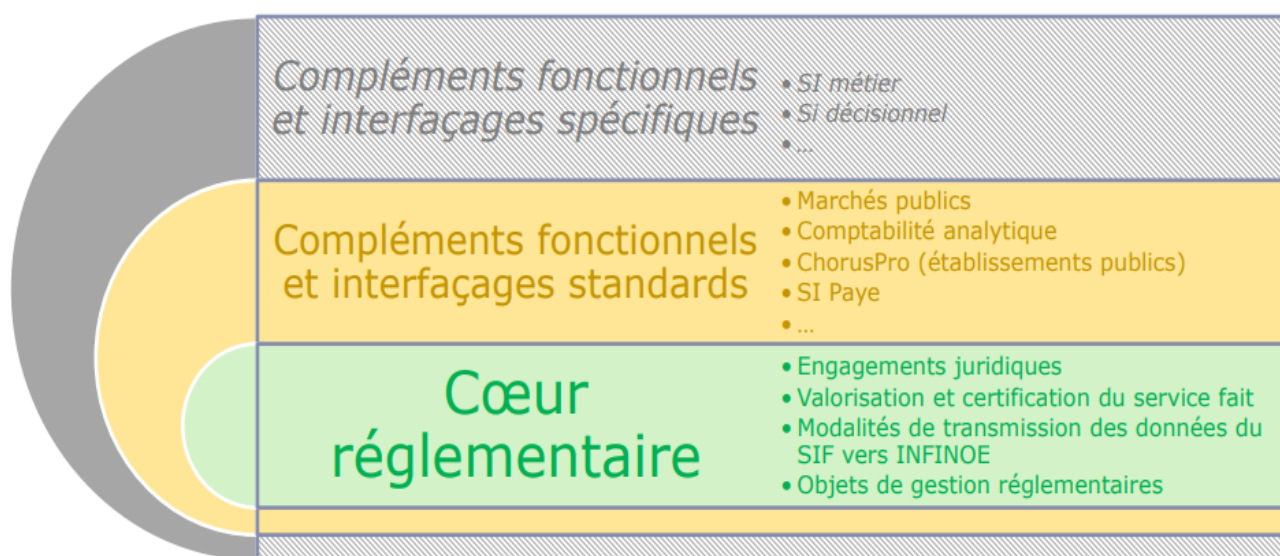 Compléments fonctionnels
et interfaçages spécifiques
• SI métier
• Si décisionnel
• ...
Compléments fonctionnels
et interfaçages standards
• Marchés publics
• Comptabilité analytique
• ChorusPro (établissements publics)
• SI Paye
• ...
Cœur
réglementaire
• Engagements juridiques
• Valorisation et certification du service fait
• Modalités de transmission des données du
SIF vers INFINOE
• Objets de gestion réglementaires